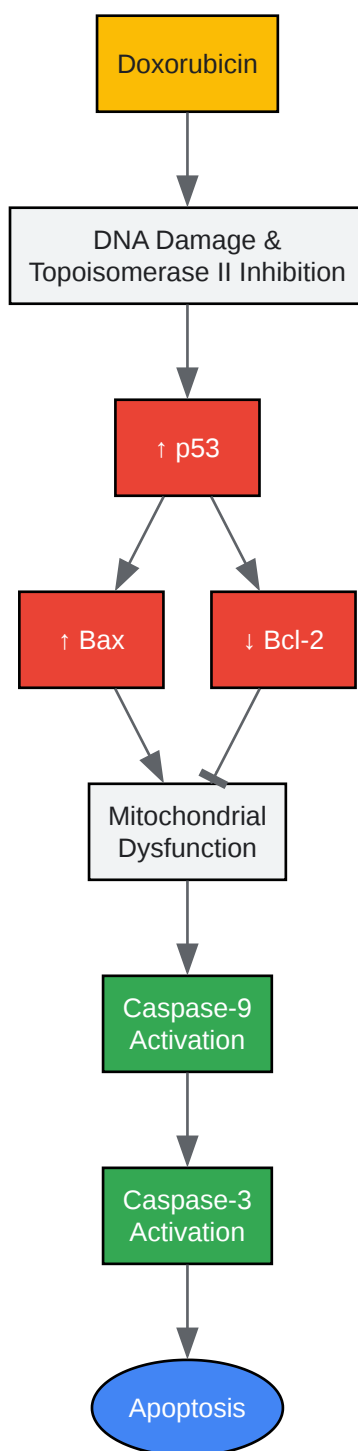 Doxorubicin
DNA Damage &
Topoisomerase II Inhibition
↑ p53
↑ Bax
↓ Bcl-2
Mitochondrial
Dysfunction
Caspase-9
Activation
Caspase-3
Activation
Apoptosis